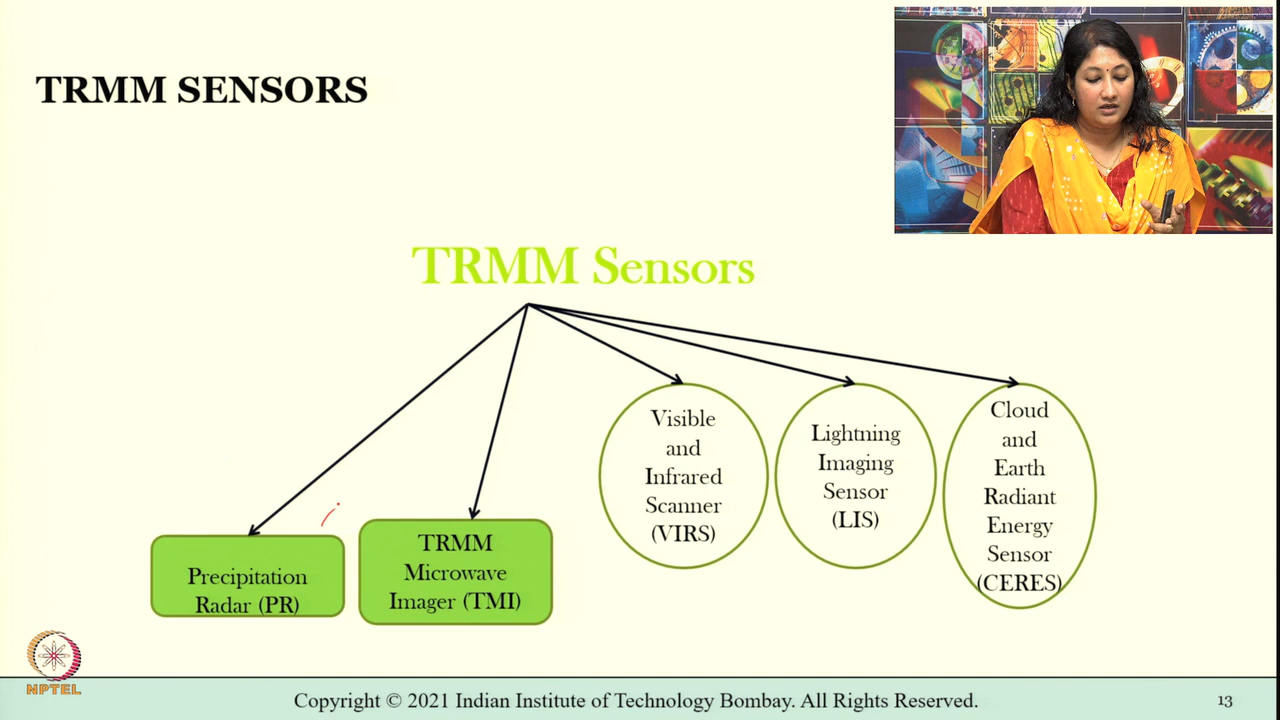 TRMM SENSORS
TRMM Sensors
Precipitation
Radar (PR)
TRMM
Microwave
Imager (TMI)
Visible
and
Infrared
Scanner
(VIRS)
Lightning
Imaging
Sensor
(LIS)
Cloud
and
Earth
Radiant
Energy
Sensor
(CERES)
NPTEL
Copyright © 2021 Indian Institute of Technology Bombay. All Rights Reserved.
13